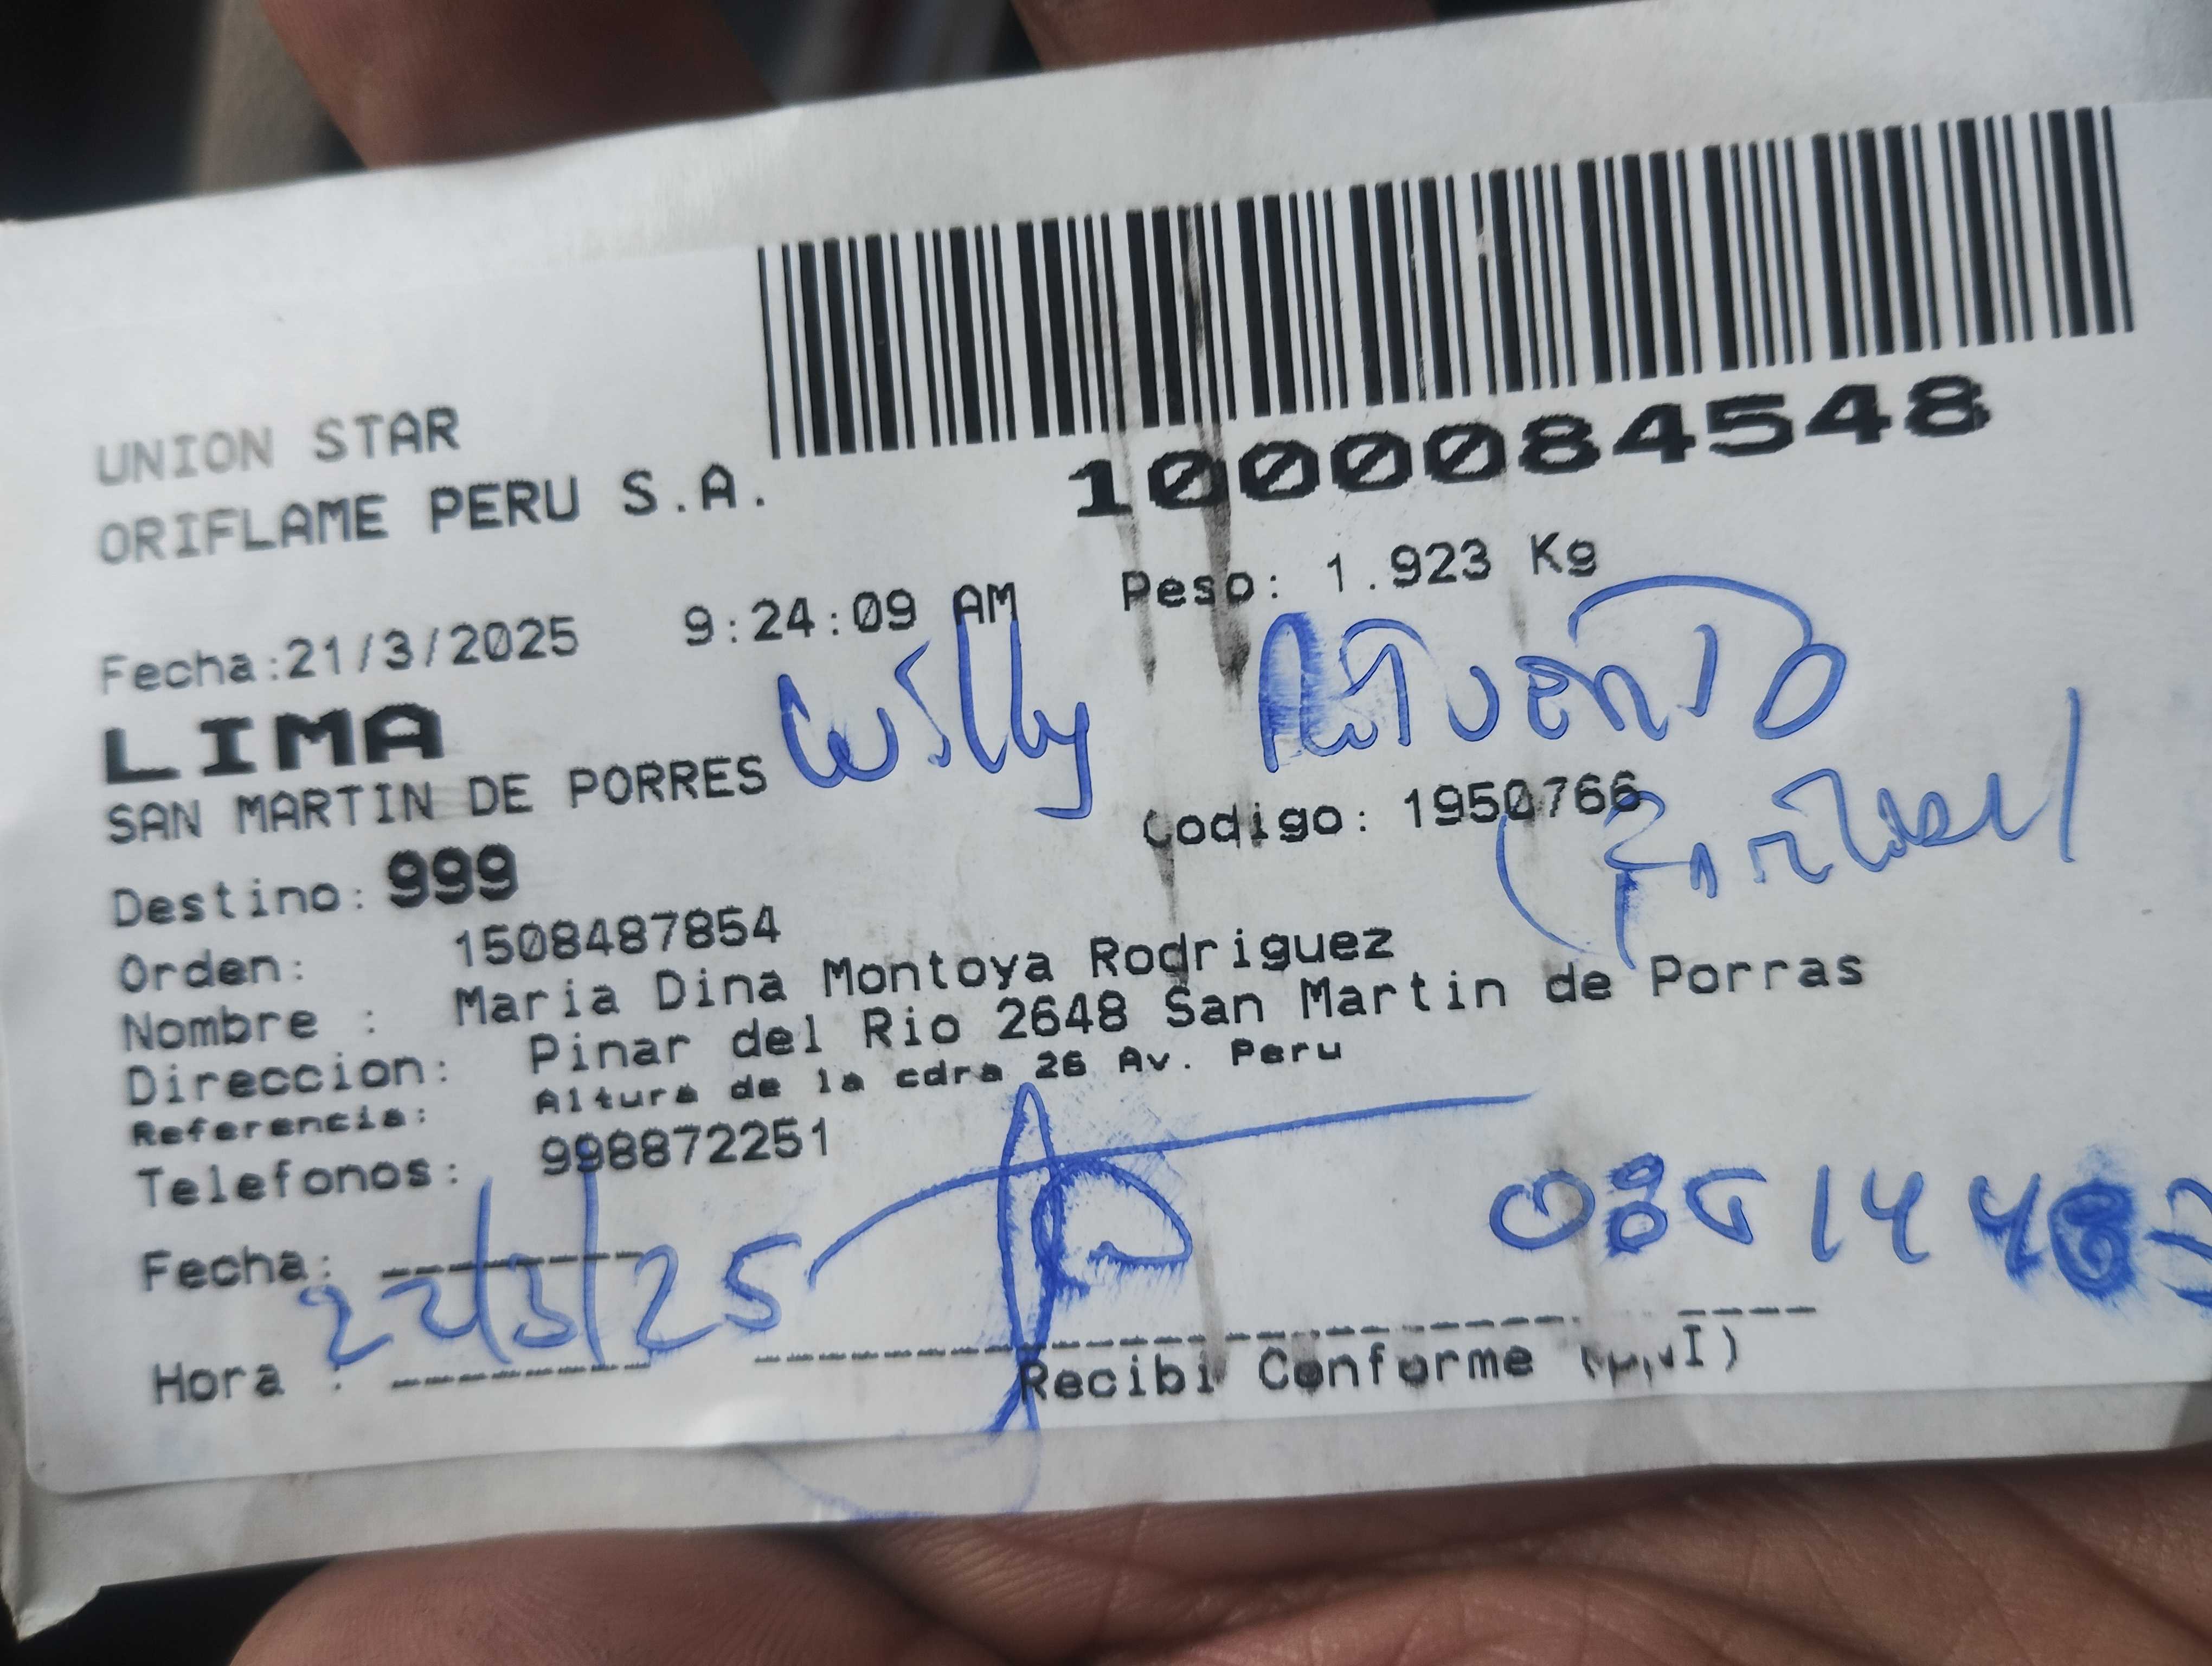 UNION STAR
ORIFLAME PERU S.A.
1000084548
Fecha:21/3/2025 9:24:09 AM Peso: 1.923 Kg
LIMA
Willy
SAN MARTIN DE PORRES
Codigo: 1950766
Destino: 999
Orden: 1508487854
Nombre : Maria Dina Montoya Rodriguez
Direccion: Pinar del Rio 2648 San Martin de Porras
Referencia: Altura de la cdra 26 Av. Peru
Telefonos: 998872251
Fecha:
22/3/25
Hora :
Recibi Conforme